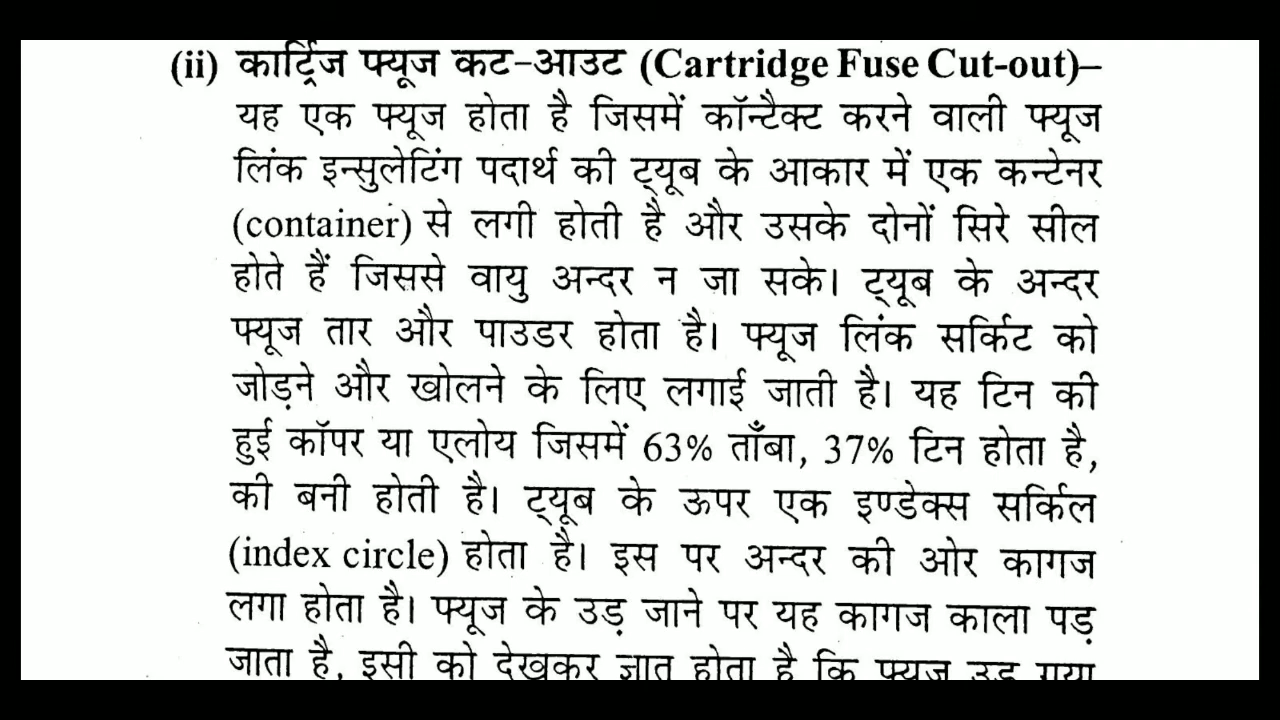 (ii) कार्ट्रिज फ्यूज कट-आउट (Cartridge Fuse Cut-out)–
यह एक फ्यूज होता है जिसमें कॉन्टैक्ट करने वाली फ्यूज
लिंक इन्सुलेटिंग पदार्थ की ट्यूब के आकार में एक कन्टेनर
(container) से लगी होती है और उसके दोनों सिरे सील
होते हैं जिससे वायु अन्दर न जा सके। ट्यूब के अन्दर
फ्यूज तार और पाउडर होता है। फ्यूज लिंक सर्किट को
जोड़ने और खोलने के लिए लगाई जाती है। यह टिन की
हुई कॉपर या एलोय जिसमें 63% ताँबा, 37% टिन होता है,
की बनी होती है। ट्यूब के ऊपर एक इण्डेक्स सर्किल
(index circle) होता है। इस पर अन्दर की ओर कागज
लगा होता है। फ्यूज के उड़ जाने पर यह कागज काला पड़
जाता है, इसी को देखकर ज्ञात होता है कि फ्यूज उड़ गया